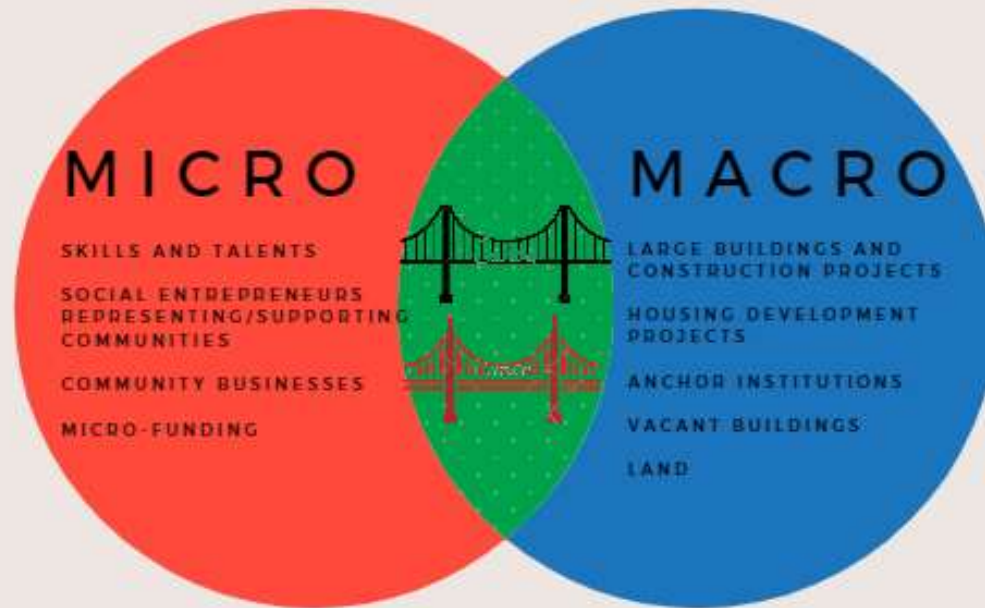 MICRO
SKILLS AND TALENTS
SOCIAL ENTREPRENEURS
REPRESENTING/SUPPORTING
COMMUNITIES
COMMUNITY BUSINESSES
MICRO-FUNDING
MACRO
LARGE BUILDINGS AND
CONSTRUCTION PROJECTS
HOUSING DEVELOPMENT
PROJECTS
ANCHOR INSTITUTIONS
VACANT BUILDINGS
LAND